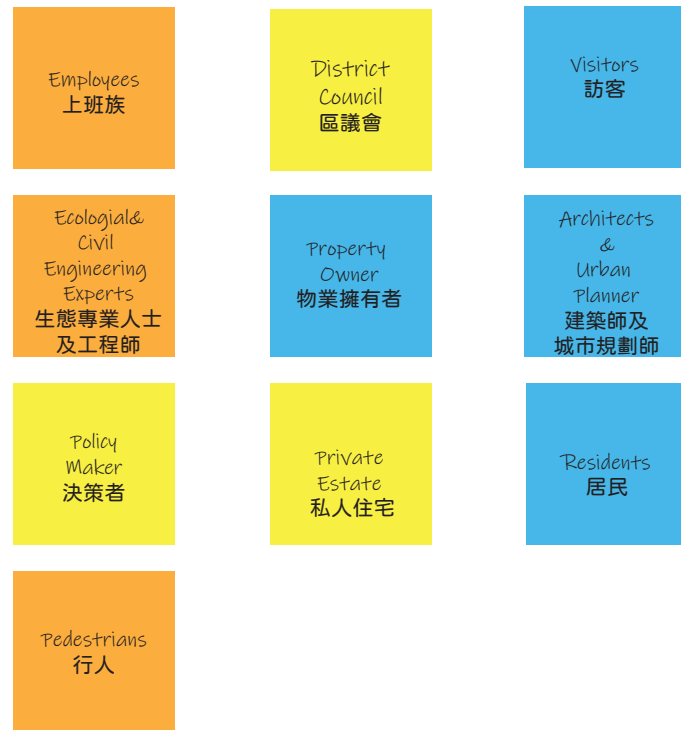 Employees
上班族
District
Council
區議會
Visitors
訪客
Ecologial&
Civil
Engineering
Experts
生態專業人士
及工程師
Property
Owner
物業擁有者
Architects
&
Urban
Planner
建築師及
城市規劃師
Policy
Maker
決策者
Private
Estate
私人住宅
Residents
居民
Pedestrians
行人